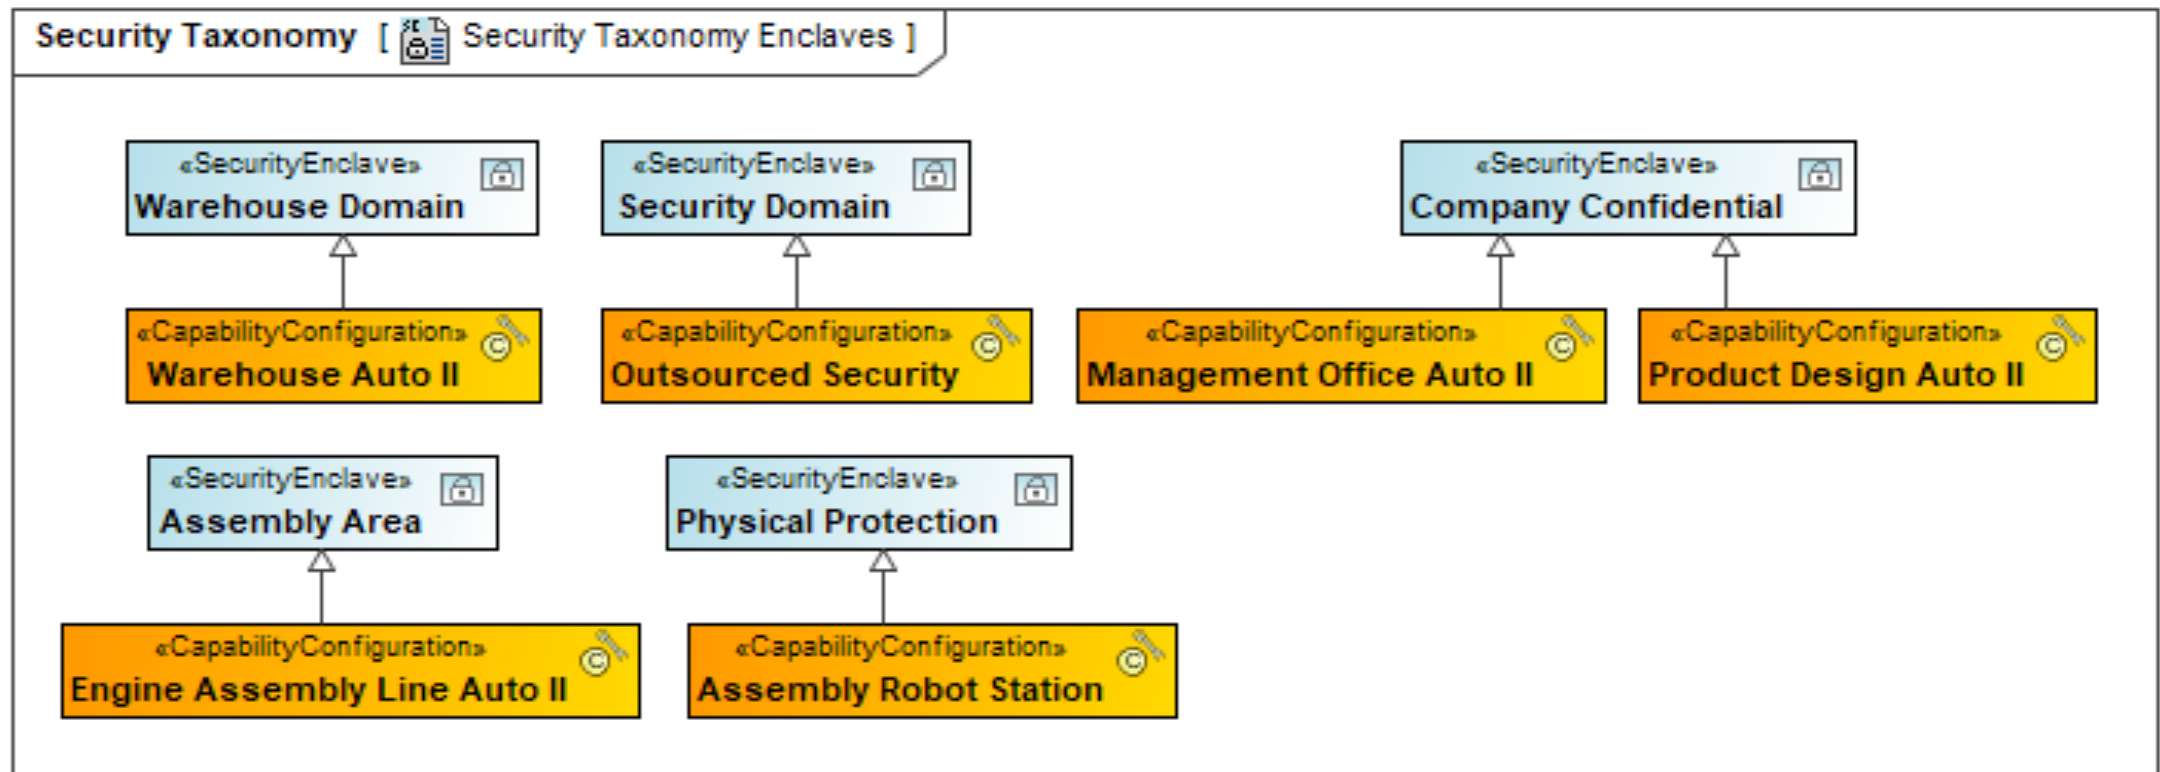 Security Taxonomy [ Security Taxonomy Enclaves ]
«SecurityEnclave»
Warehouse Domain
«SecurityEnclave»
Security Domain
«SecurityEnclave»
Company Confidential
«CapabilityConfiguration»
Warehouse Auto II
«CapabilityConfiguration»
Outsourced Security
«CapabilityConfiguration»
Management Office Auto II
«CapabilityConfiguration»
Product Design Auto II
«SecurityEnclave»
Assembly Area
«SecurityEnclave»
Physical Protection
«CapabilityConfiguration»
Engine Assembly Line Auto II
«CapabilityConfiguration»
Assembly Robot Station